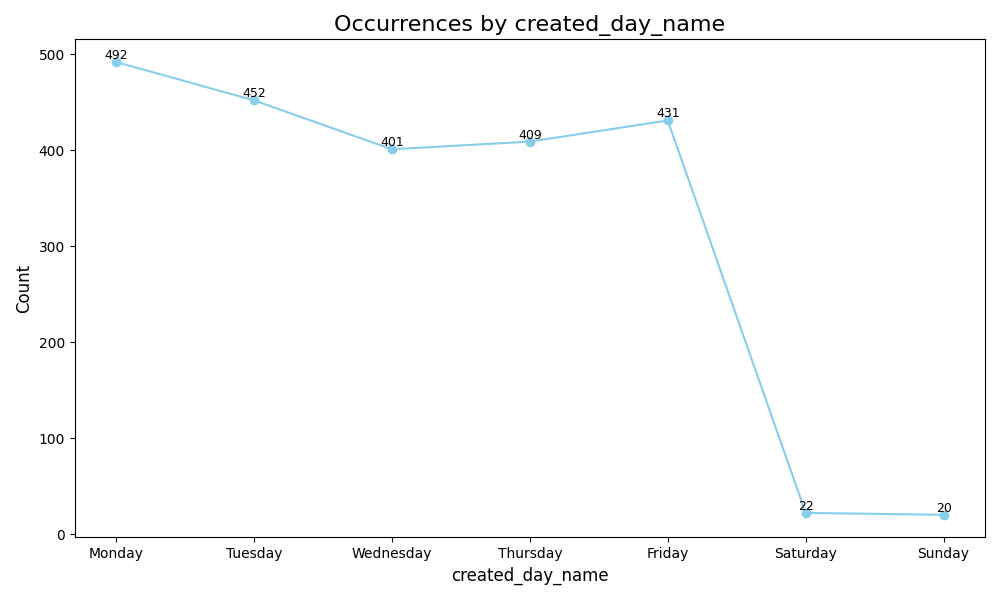 Occurrences by created_day_name
500
400
300
200
100
0
Count
492
452
401
409
431
22
20
Monday
Tuesday
Wednesday
Thursday
Friday
Saturday
Sunday
created_day_name